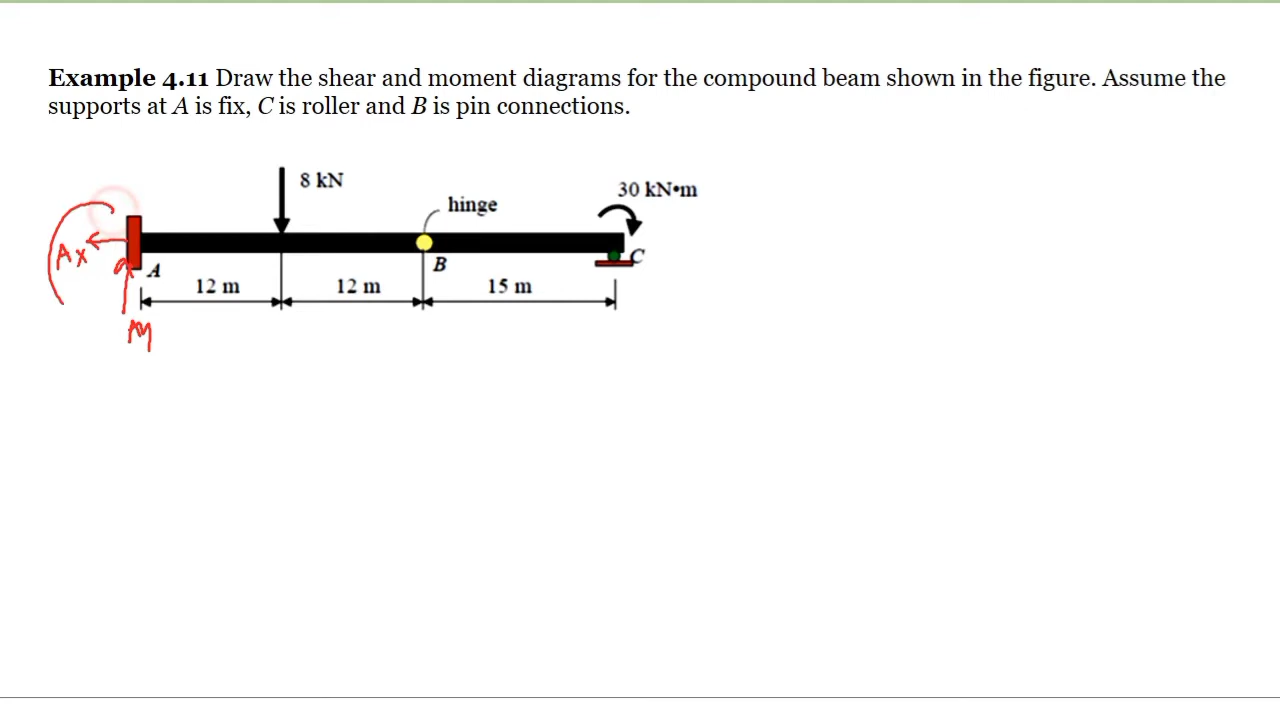 Example 4.11 Draw the shear and moment diagrams for the compound beam shown in the figure. Assume the
supports at A is fix, C is roller and B is pin connections.
8 kN
30 kN•m
hinge
Ax
A
B
C
12 m
12 m
15 m
Ay